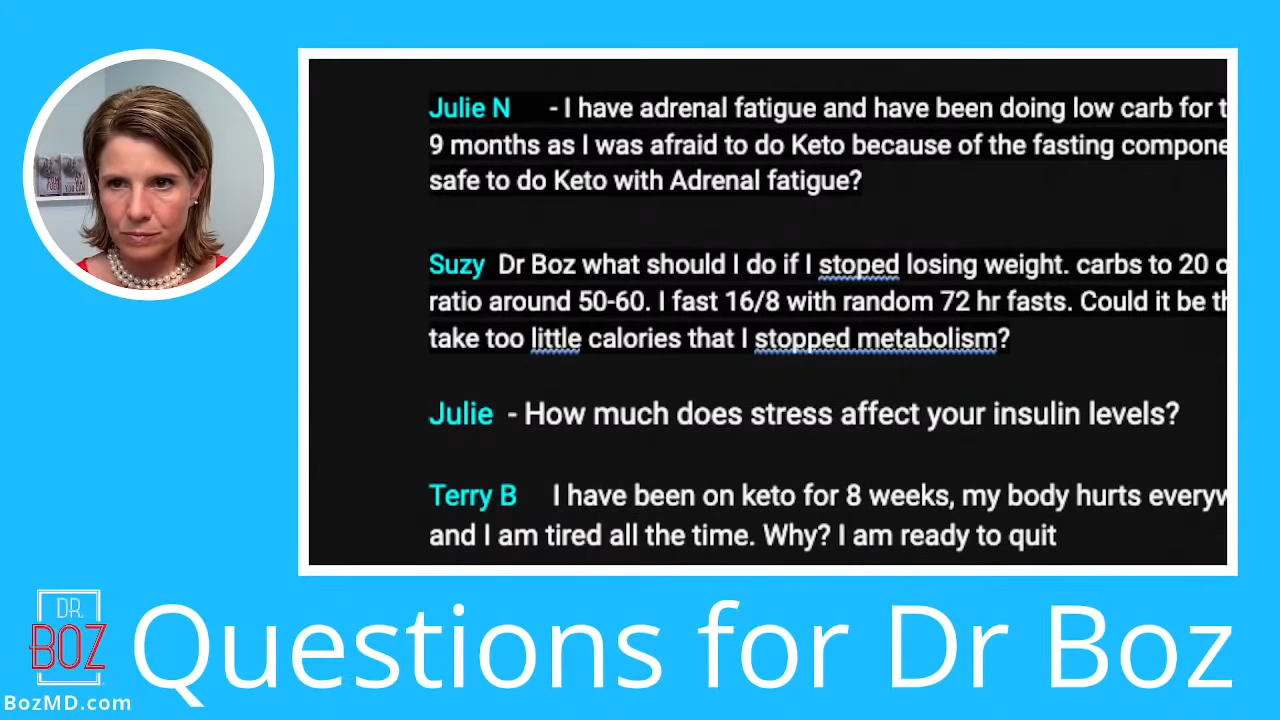 Julie N - I have adrenal fatigue and have been doing low carb for t
9 months as I was afraid to do Keto because of the fasting compone
safe to do Keto with Adrenal fatigue?
Suzy Dr Boz what should I do if I stoped losing weight. carbs to 20 o
ratio around 50-60. I fast 16/8 with random 72 hr fasts. Could it be th
take too little calories that I stopped metabolism?
Julie - How much does stress affect your insulin levels?
Terry B I have been on keto for 8 weeks, my body hurts everyw
and I am tired all the time. Why? I am ready to quit
DR.
BOZ
Questions for Dr Boz
BozMD.com